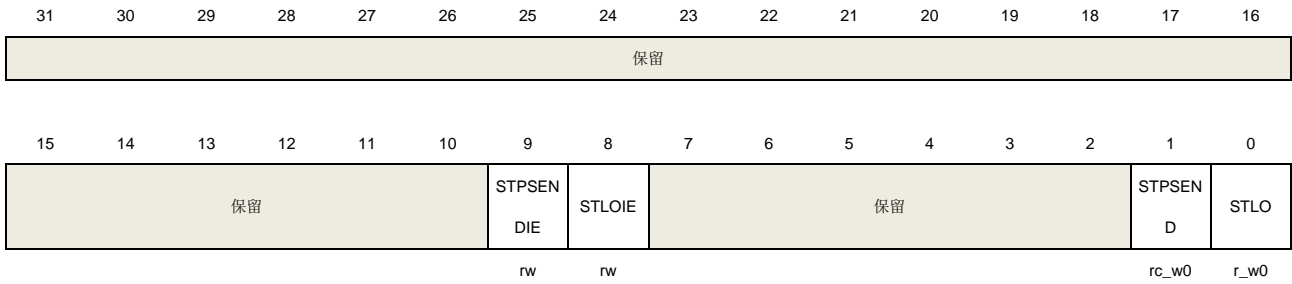 31 30 29 28 27 26 25 24 23 22 21 20 19 18 17 16
保留
15 14 13 12 11 10 9 8 7 6 5 4 3 2 1 0
保留 STPSEN DIE STLOIE 保留 STPSEN D STLO
rw rw rc_w0 r_w0